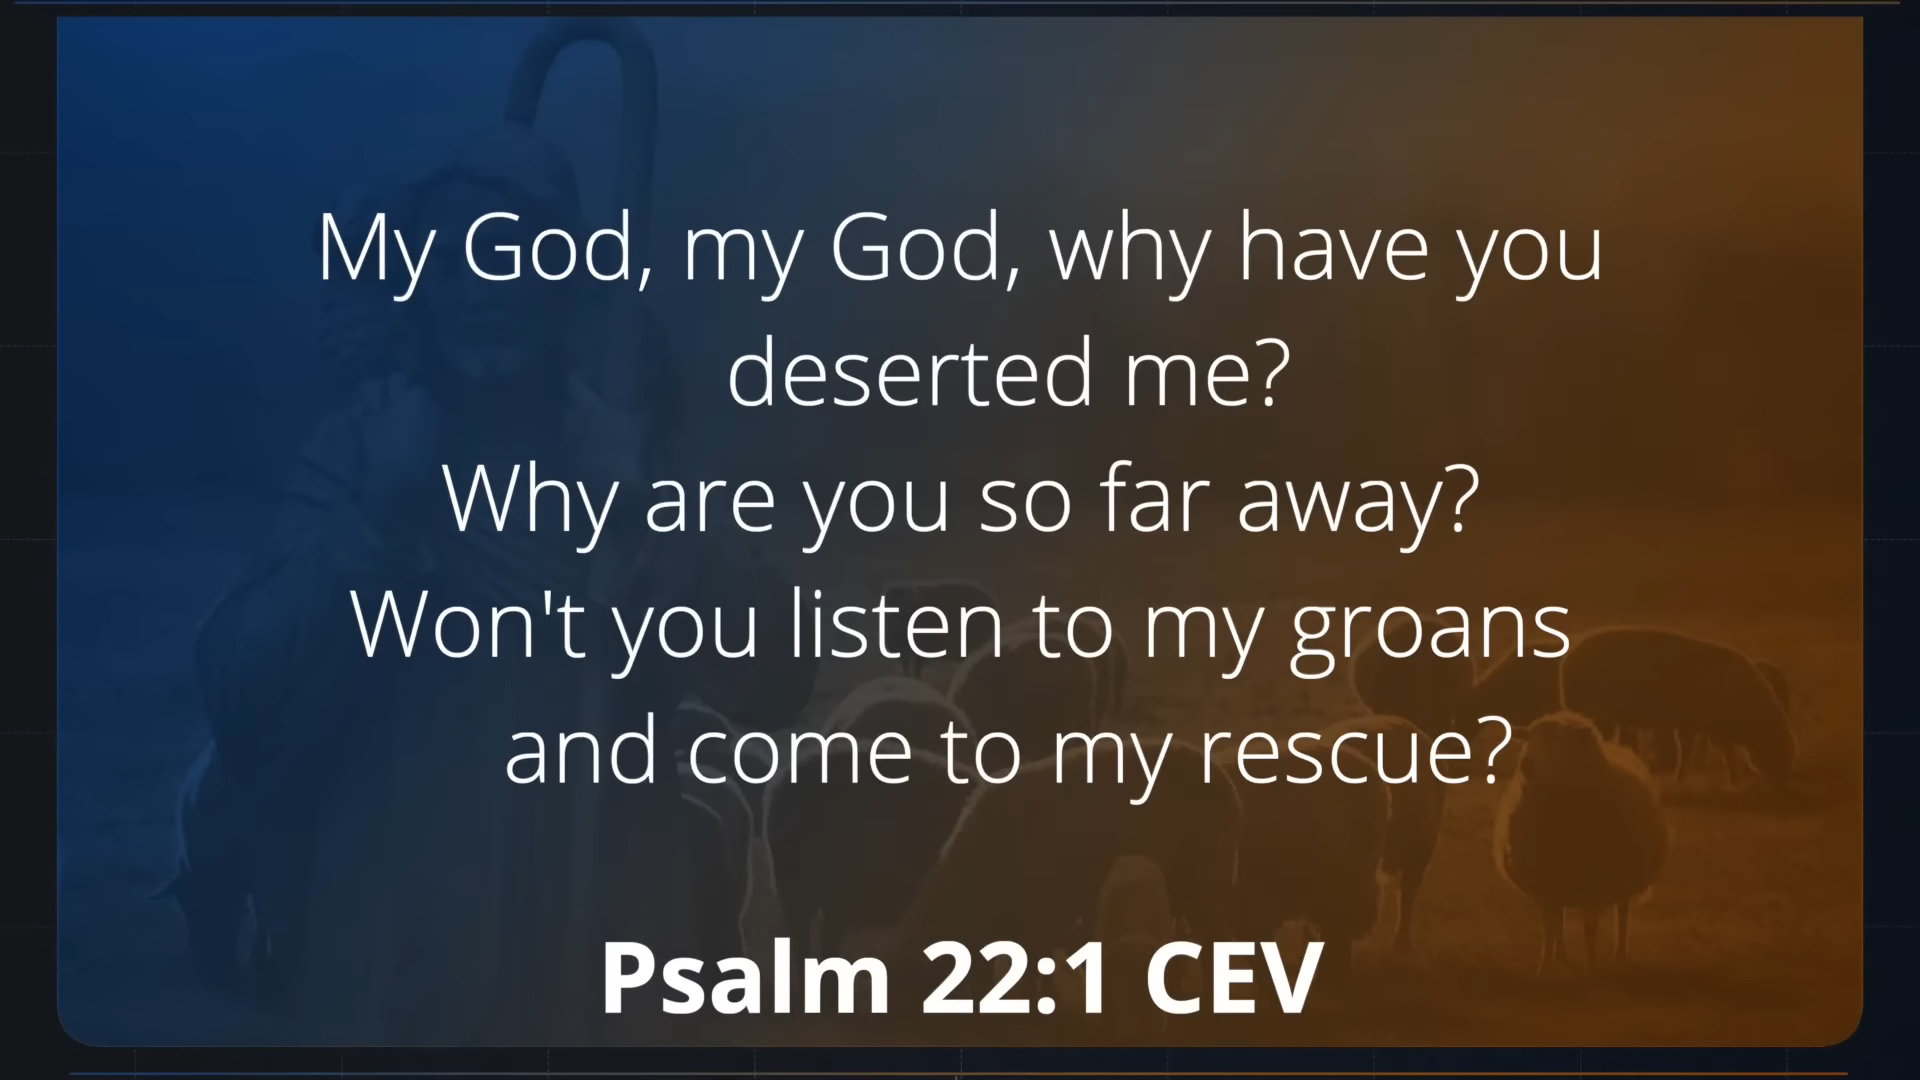 My God, my God, why have you
deserted me?
Why are you so far away?
Won't you listen to my groans
and come to my rescue?
Psalm 22:1 CEV